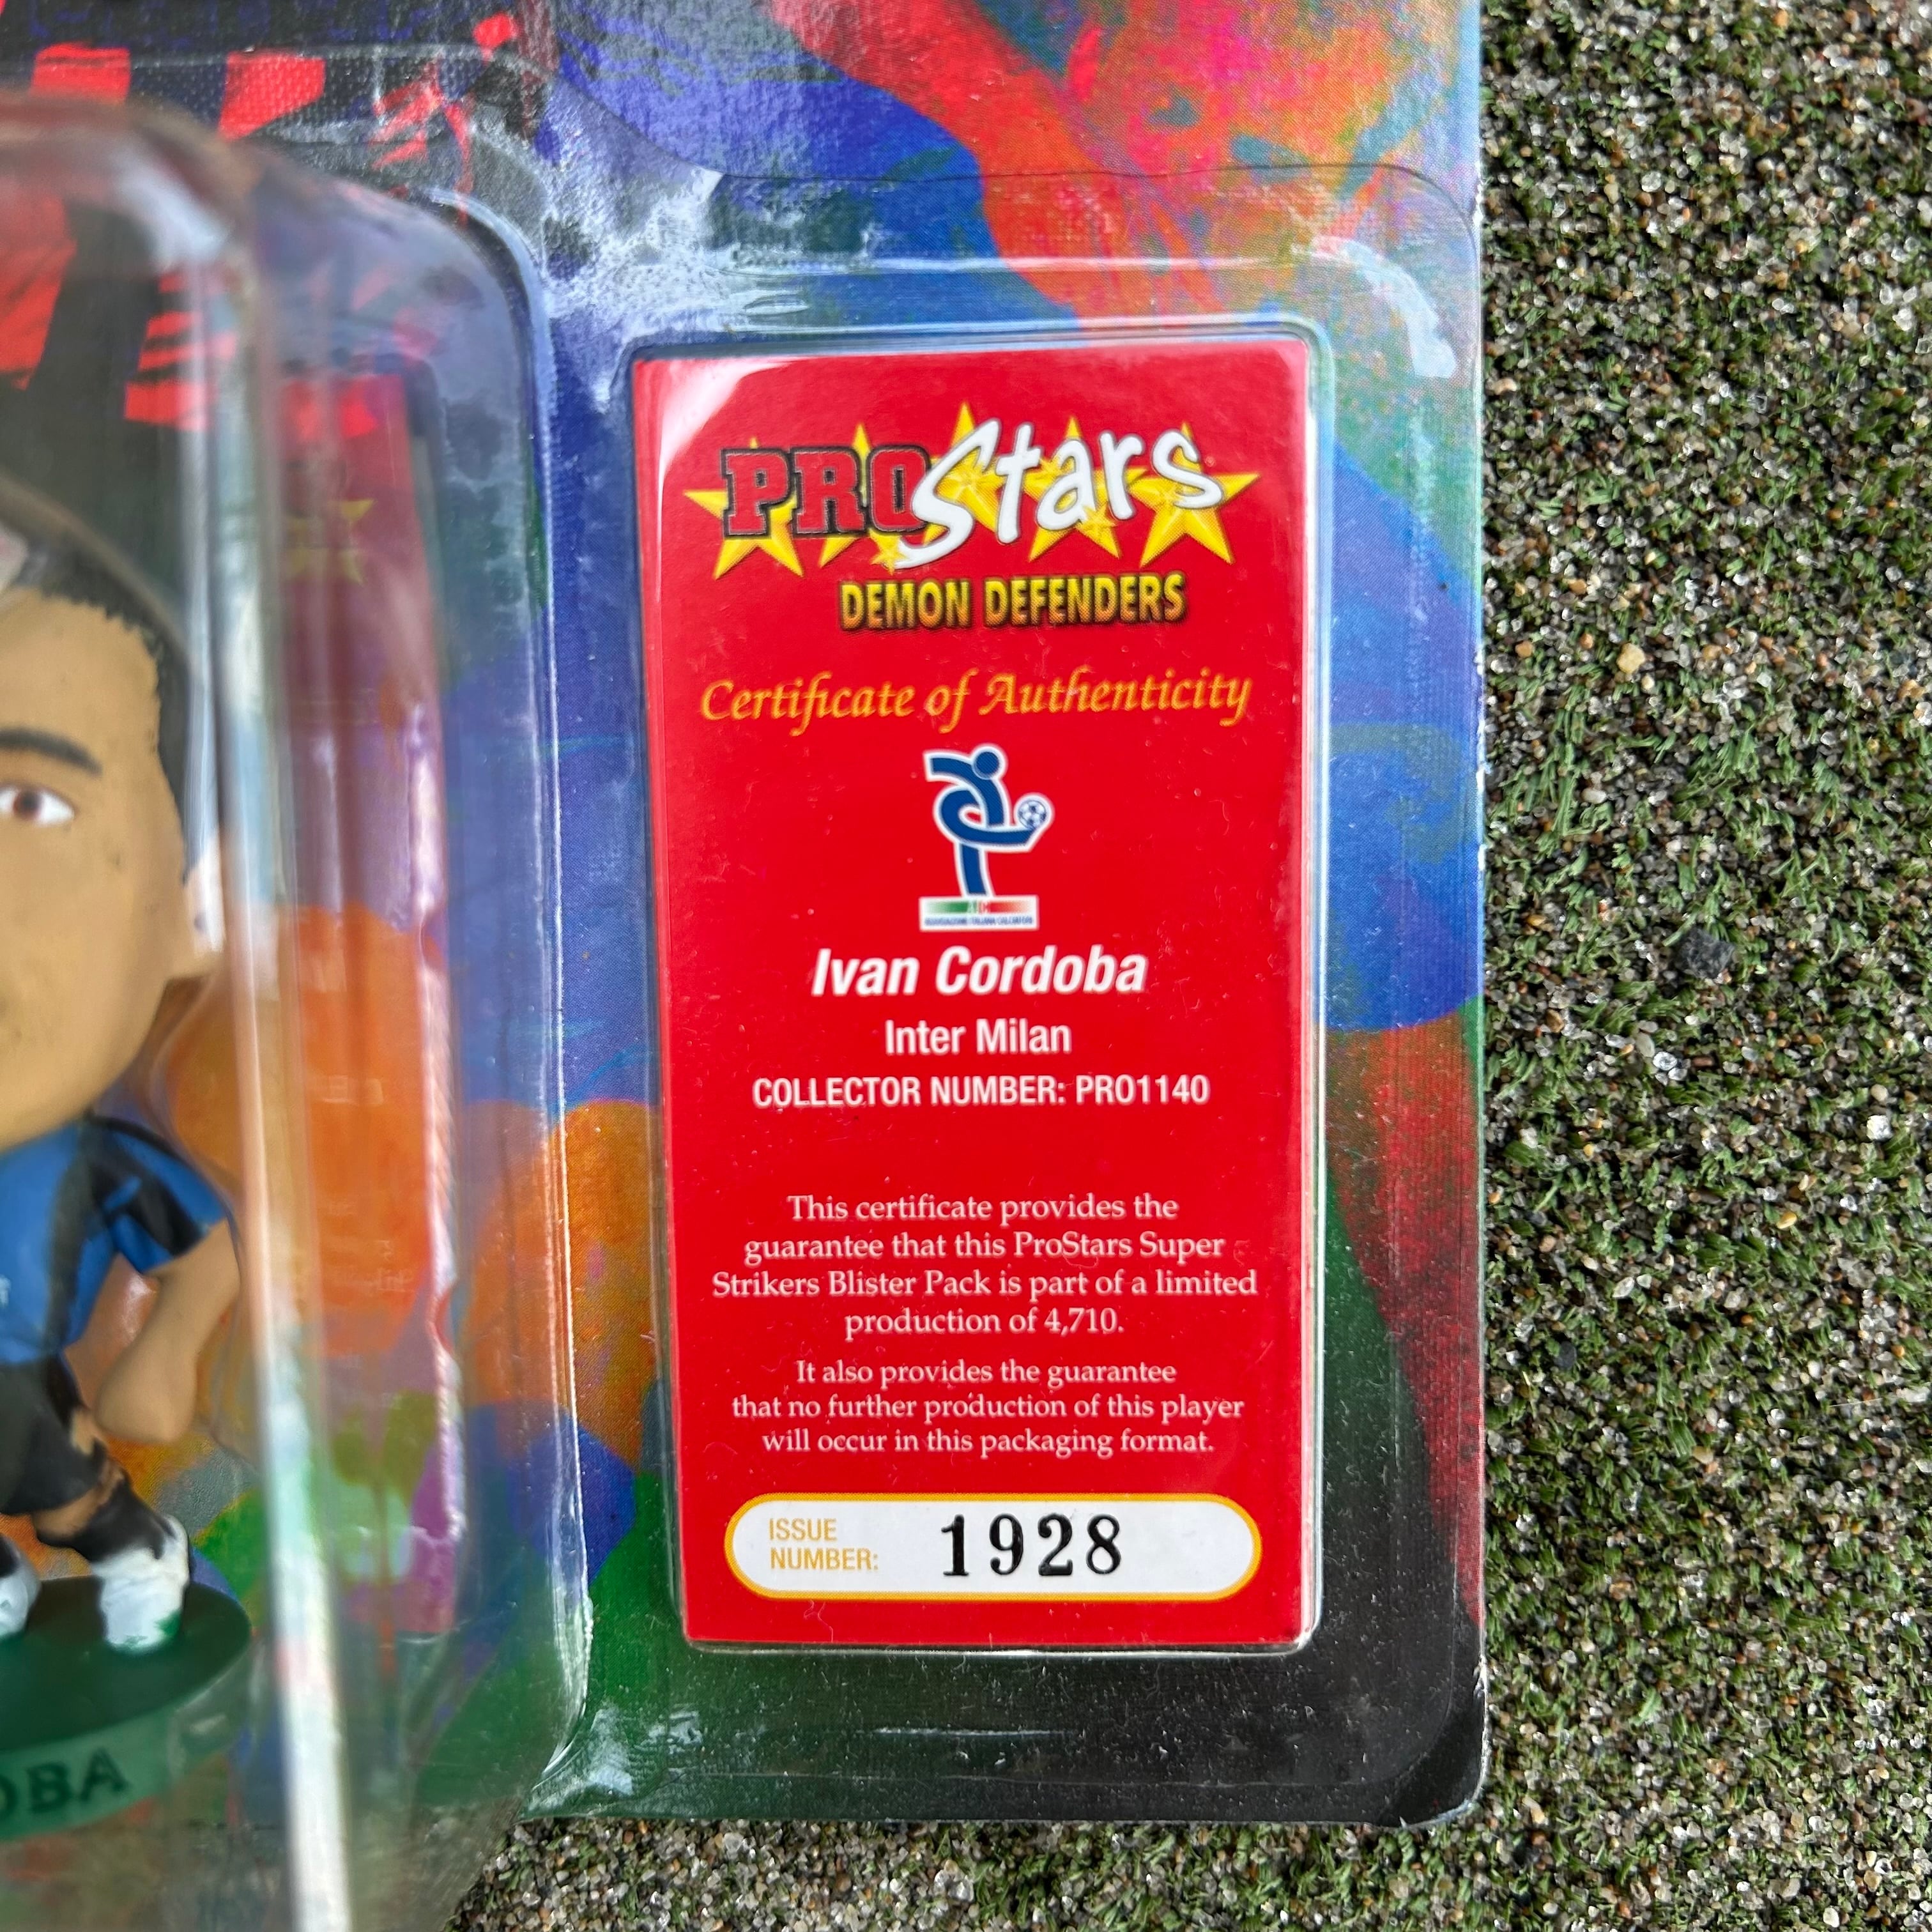 PROStars
DEMON DEFENDERS
Certificate of Authenticity
Ivan Cordoba
Inter Milan
COLLECTOR NUMBER: PRO1140
This certificate provides the
guarantee that this ProStars Super
Strikers Blister Pack is part of a limited
production of 4,710.
It also provides the guarantee
that no further production of this player
will occur in this packaging format.
ISSUE
NUMBER: 1928
OBA